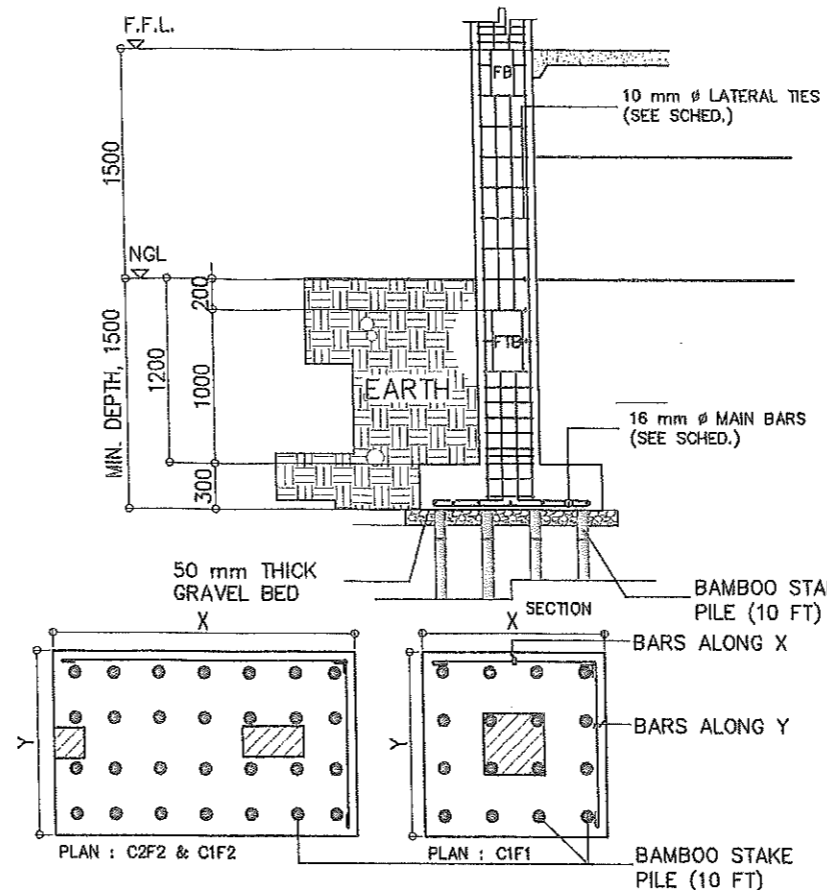 F.F.L.
FB
10 mm ø LATERAL TIES
(SEE SCHED.)
1500
NGL
200
MIN. DEPTH, 1500
1200
1000
FTB
EARTH
16 mm ø MAIN BARS
(SEE SCHED.)
300
50 mm THICK
GRAVEL BED
BAMBOO STA
PILE (10 FT)
SECTION
X
X
BARS ALONG X
Y
Y
BARS ALONG Y
PLAN : C2F2 & C1F2
PLAN : C1F1
BAMBOO STAKE
PILE (10 FT)